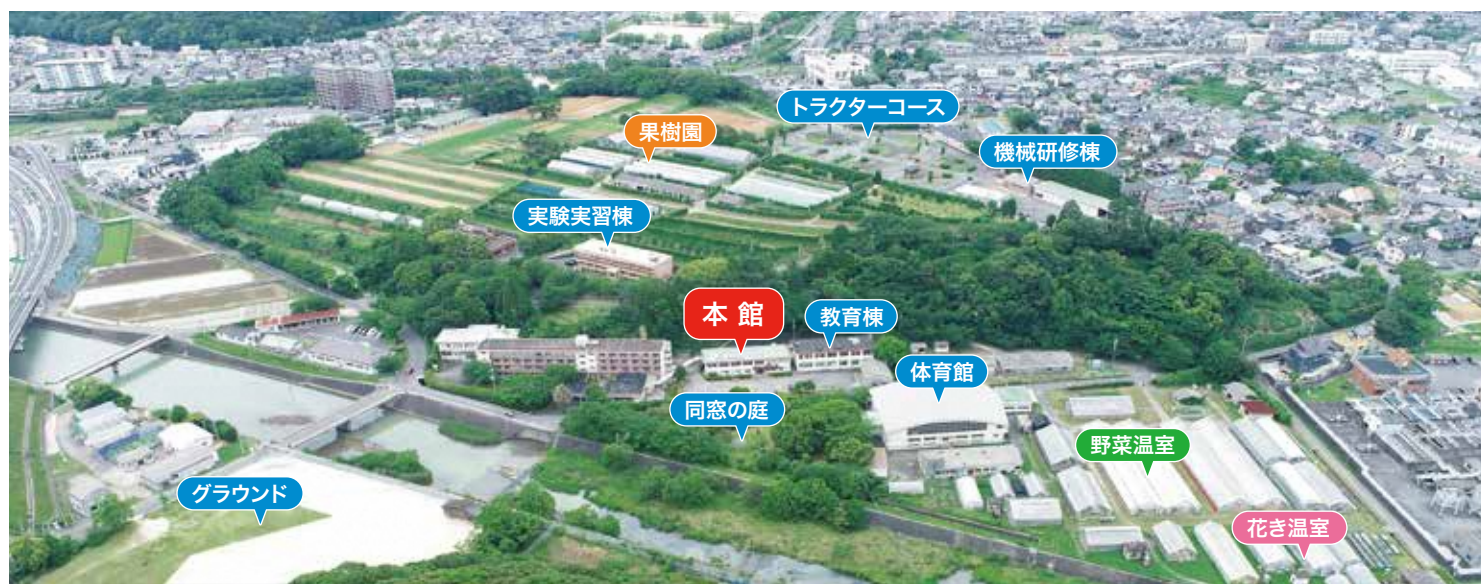 トラクターコース
果樹園
機械研修棟
実験実習棟
本館
教育棟
体育館
同窓の庭
野菜温室
グラウンド
花き温室